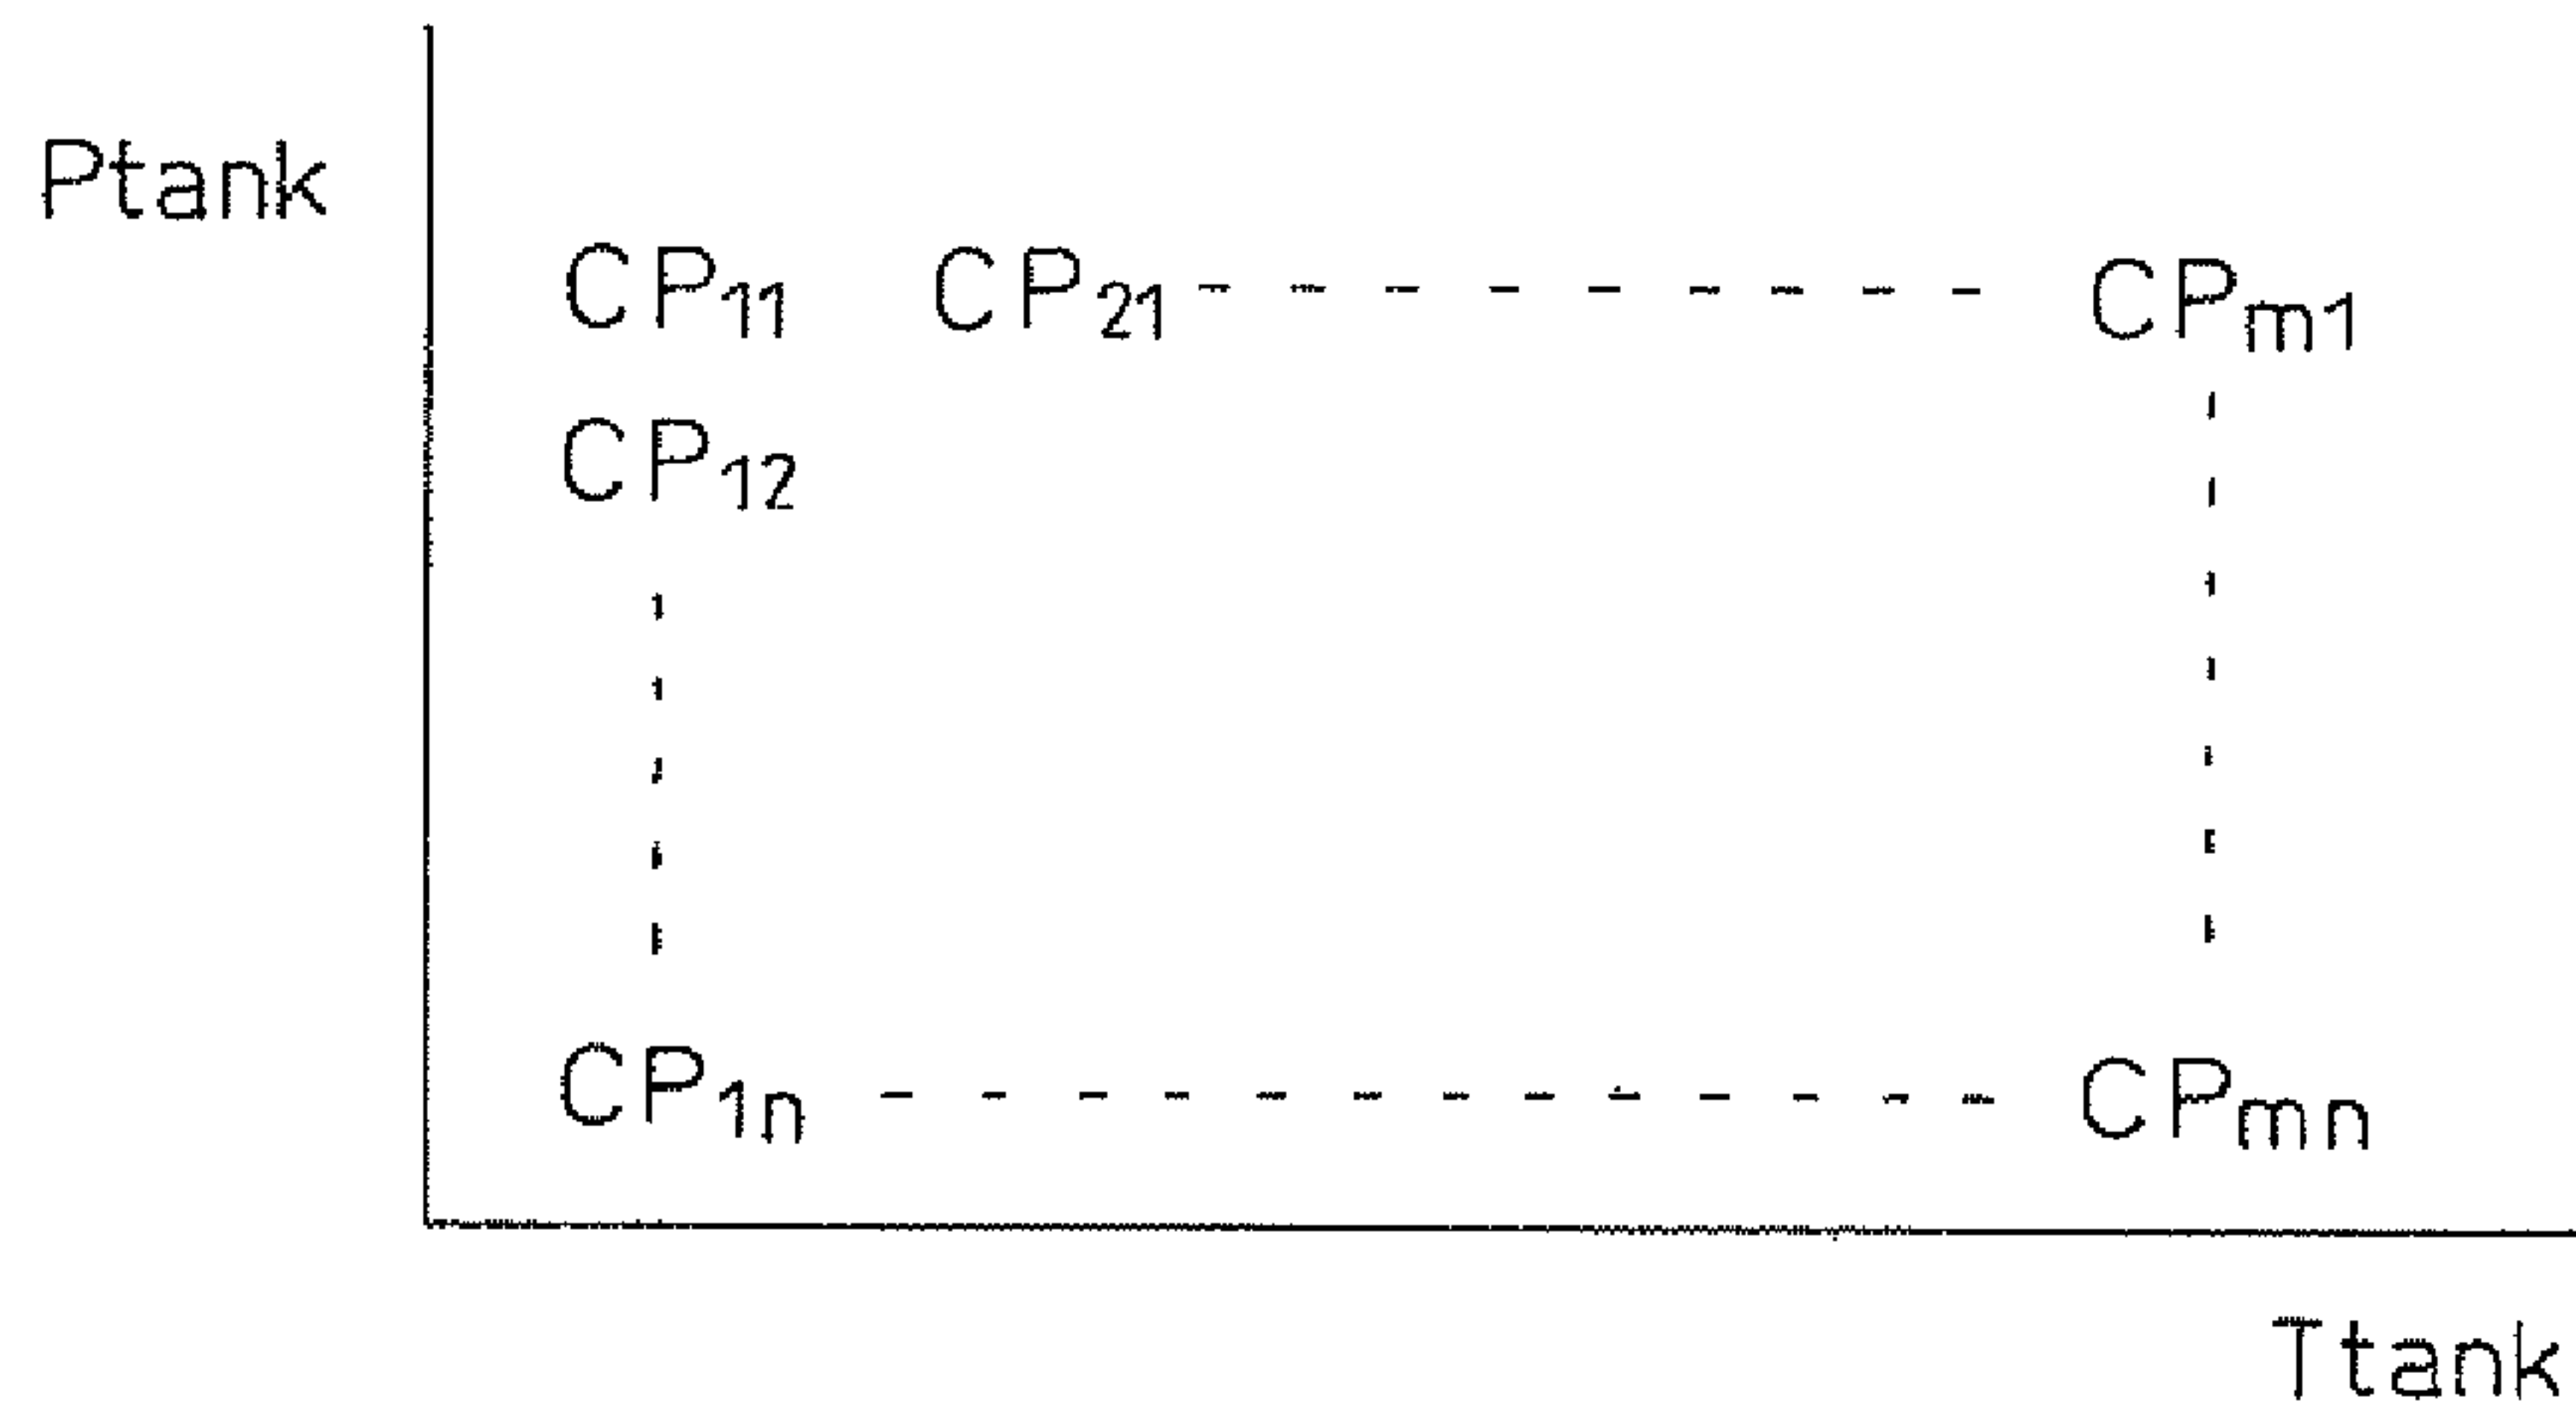 Ptank
CP₁₁ CP₂₁ CPₘ₁
CP₁₂
CP₁ₙ CPₘₙ
Ttank